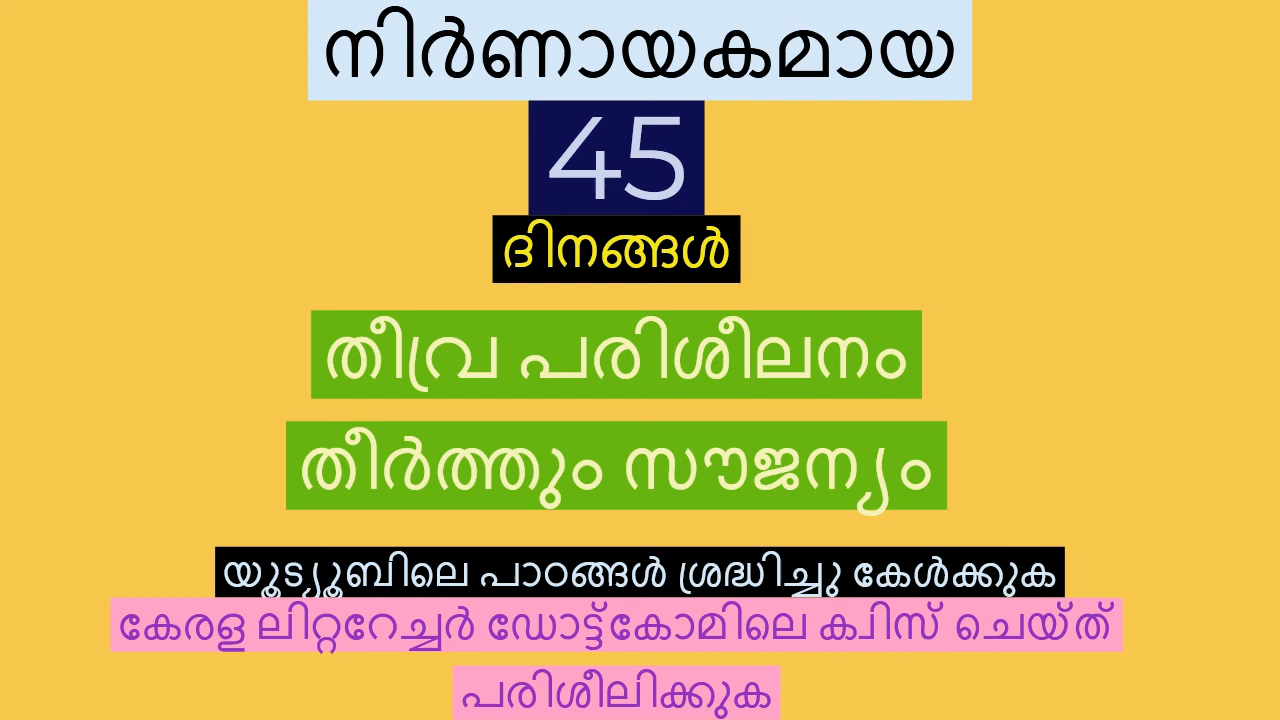 നിർണായകമായ
45
ദിനങ്ങൾ
തീവ്ര പരിശീലനം
തീർത്തും സൗജന്യം
യൂട്യൂബിലെ പാഠങ്ങൾ ശ്രദ്ധിച്ചു കേൾക്കുക
കേരള ലിറ്ററേച്ചർ ഡോട്ട്കോമിലെ ക്വിസ് ചെയ്ത്
പരിശീലിക്കുക